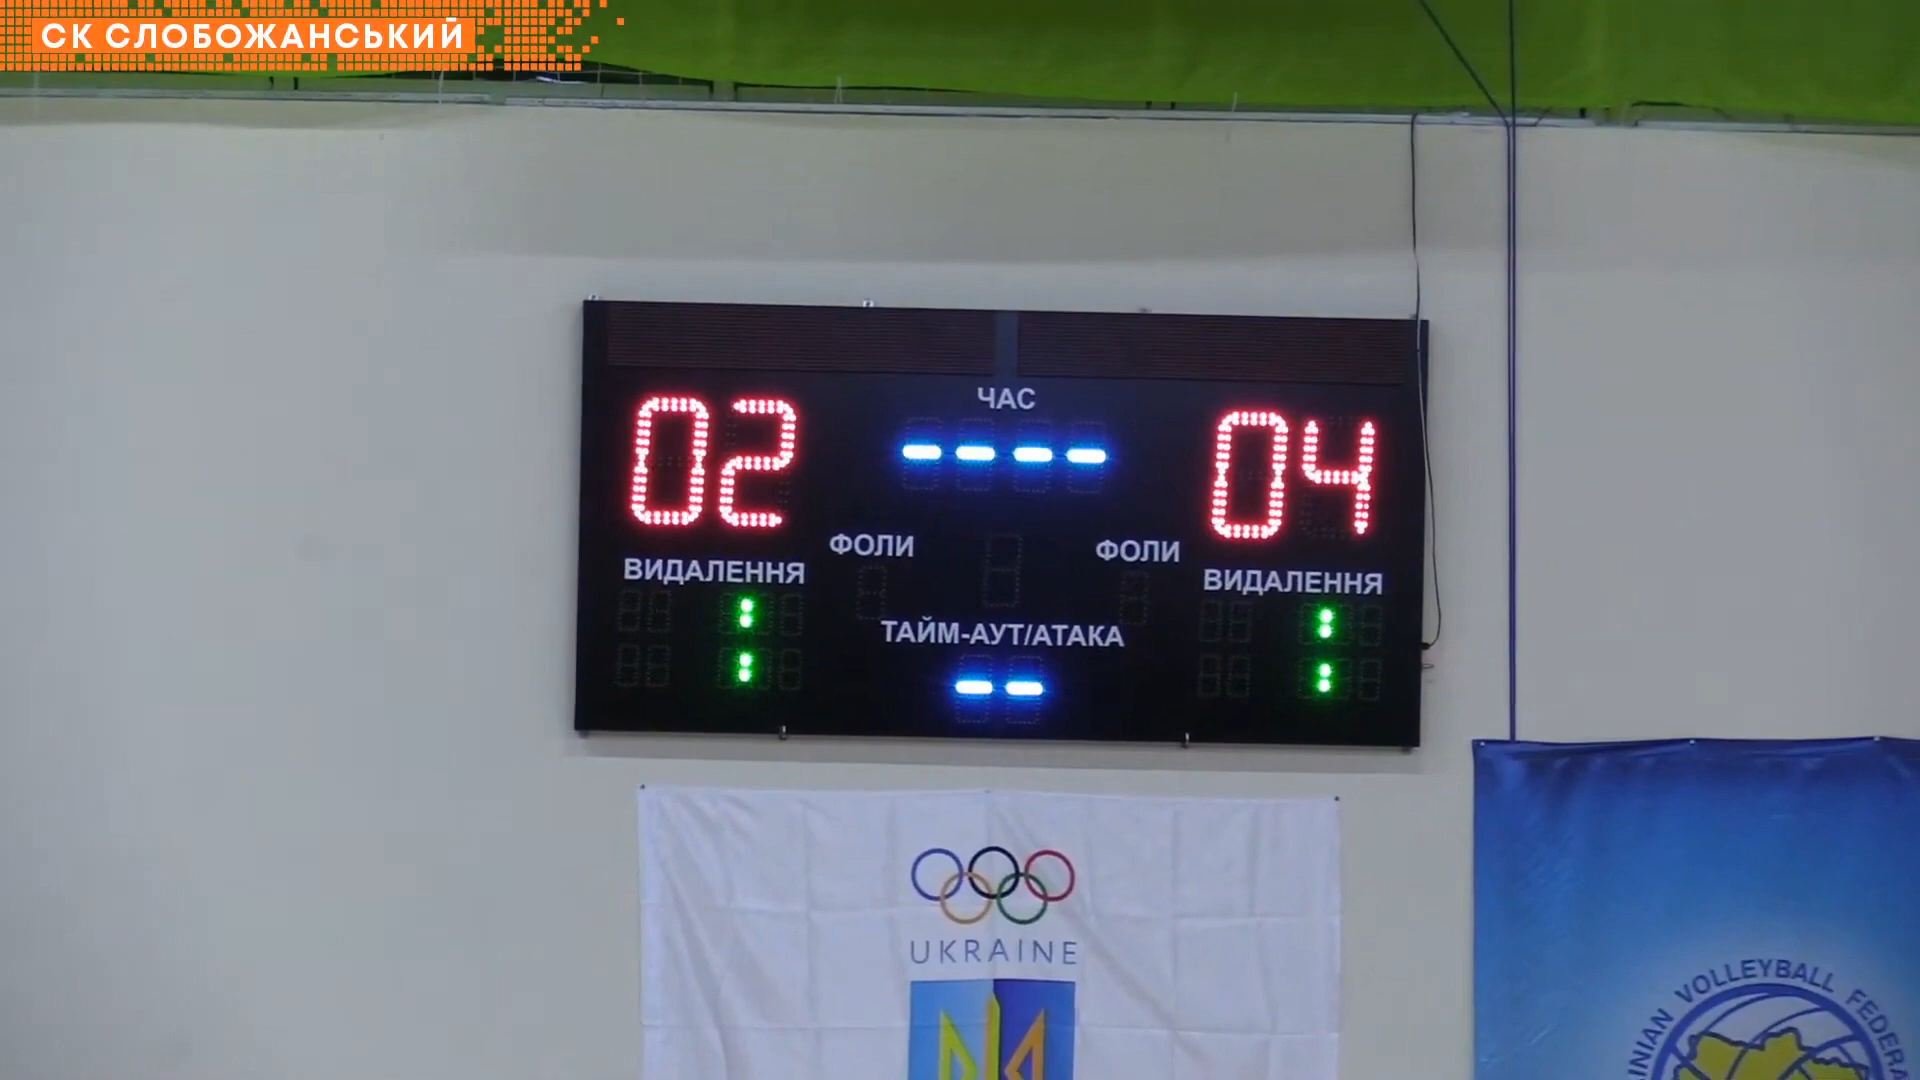 СК СЛОБОЖАНСЬКИЙ
ЧАС
02
04
ФОЛИ
ФОЛИ
ВИДАЛЕННЯ
ВИДАЛЕННЯ
ТАЙМ-АУТ/АТАКА
UKRAINE
VOLLEYBALL